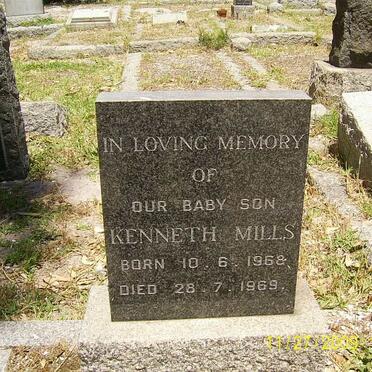 IN LOVING MEMORY
OF
OUR BABY SON
KENNETH MILLS
BORN 10.6.1968
DIED 28.7.1969.
11/27/2009